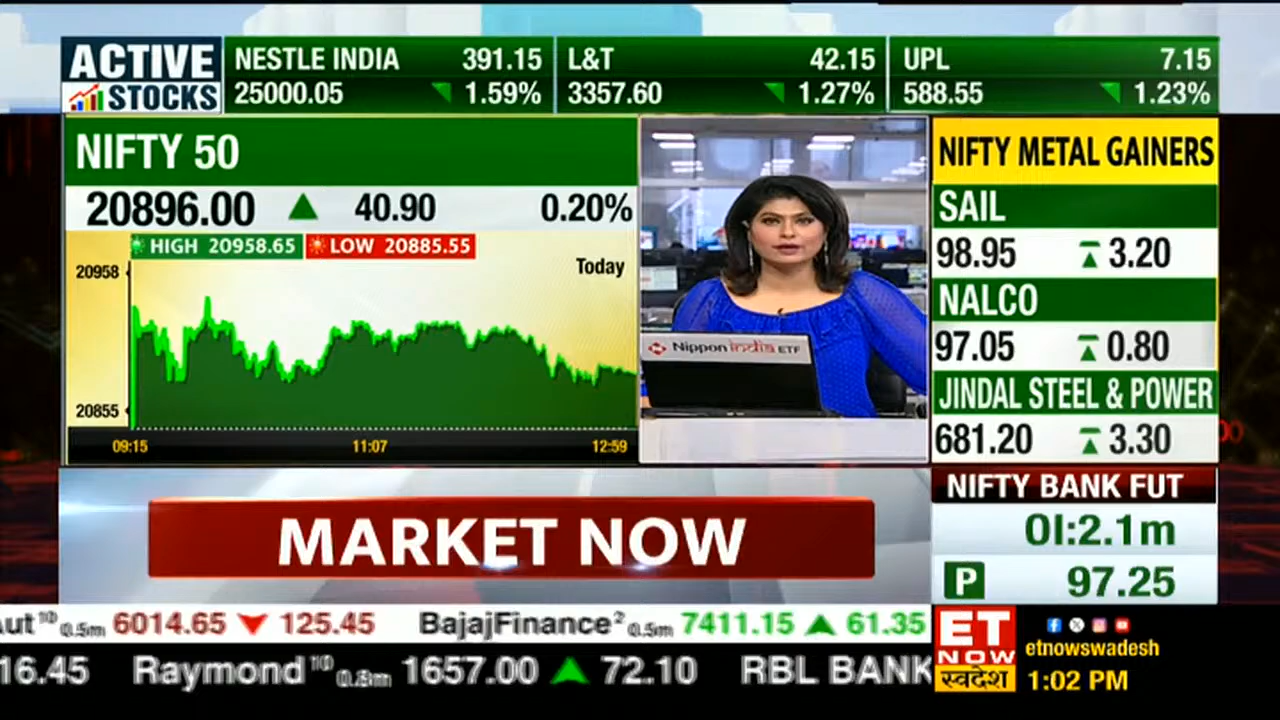 ACTIVE
STOCKS
NESTLE INDIA 391.15
25000.05 1.59%
L&T 42.15
3357.60 1.27%
UPL 7.15
588.55 1.23%
NIFTY 50
20896.00 40.90 0.20%
HIGH 20958.65 LOW 20885.55
Today
20958
20855
09:15 11:07 12:59
Nippon india ETF
NIFTY METAL GAINERS
SAIL
98.95 3.20
NALCO
97.05 0.80
JINDAL STEEL & POWER
681.20 3.30
NIFTY BANK FUT
OI:2.1m
P 97.25
MARKET NOW
ut 10 0.5m 6014.65 125.45 BajajFinance 2 0.5m 7411.15 61.35
16.45 Raymond 10 0.8m 1657.00 72.10 RBL BANK
ET
NOW
स्वदेश
etnowswadesh
1:02 PM